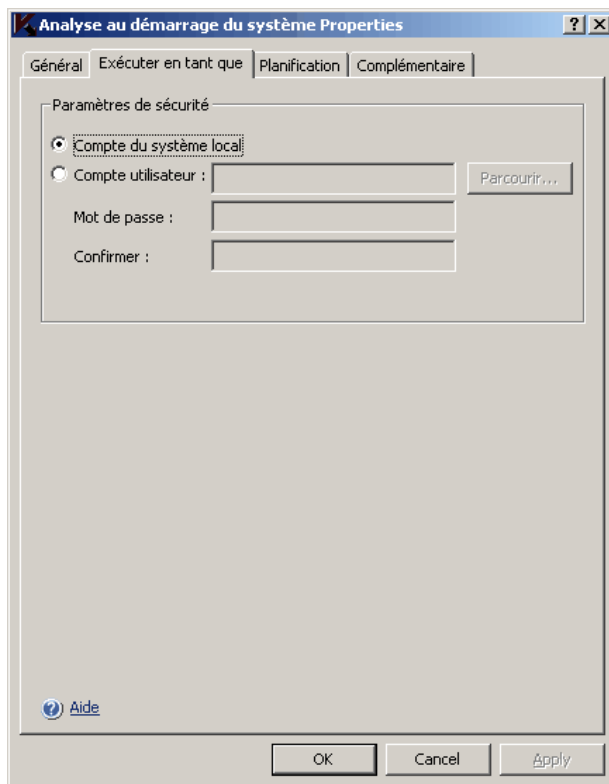 Analyse au démarrage du système Properties
Général Exécuter en tant que Planification Complémentaire
Paramètres de sécurité
Compte du système local
Compte utilisateur : Parcourir...
Mot de passe :
Confirmer :
Aide
OK Cancel Apply